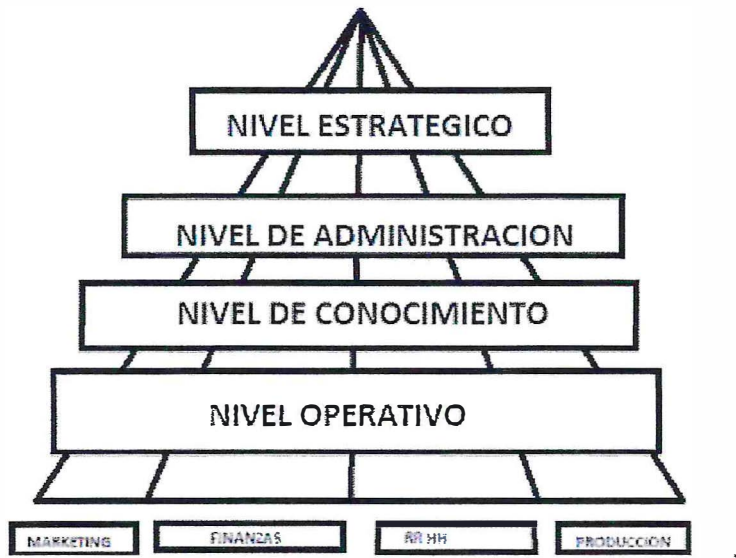 NIVEL ESTRATEGICO
NIVEL DE ADMINISTRACION
NIVEL DE CONOCIMIENTO
NIVEL OPERATIVO
MARKETING
FINANZAS
RR HH
PRODUCCION